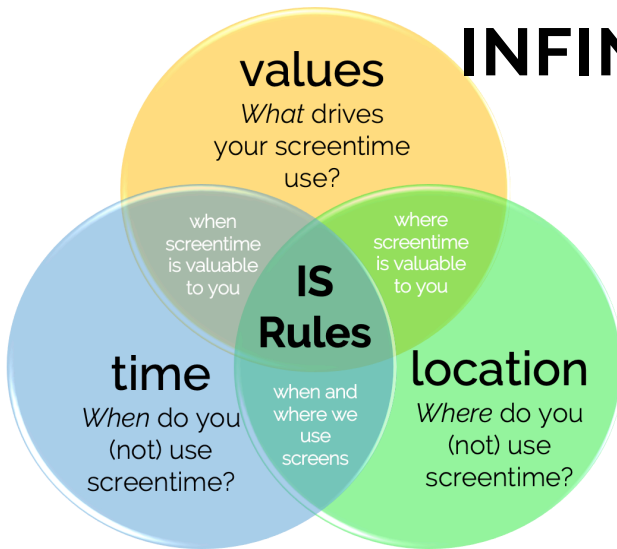 INFIN
values
What drives
your screentime
use?
when
screentime
is valuable
to you
where
screentime
is valuable
to you
IS
Rules
time
When do you
(not) use
screentime?
when and
where we
use
screens
location
Where do you
(not) use
screentime?